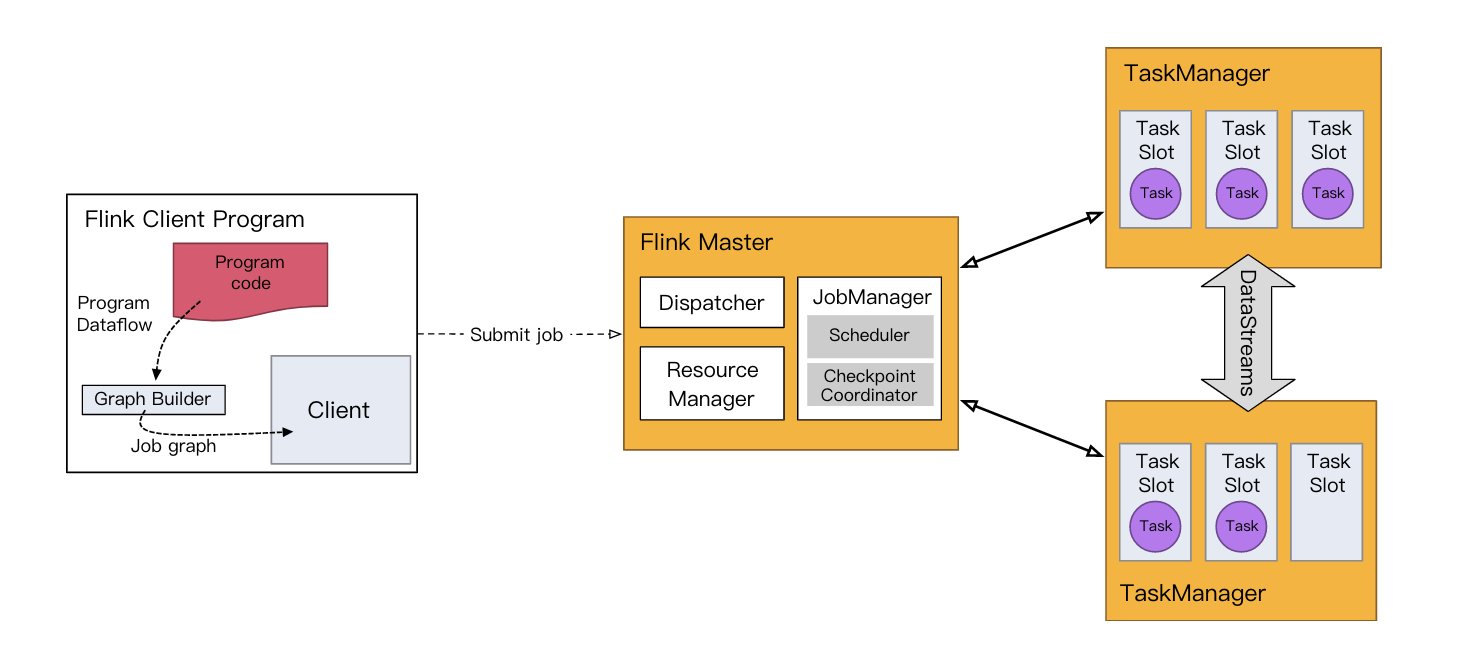 Flink Client Program
Program
code
Program
Dataflow
Graph Builder
Client
Job graph
Submit job
Flink Master
Dispatcher
Resource
Manager
JobManager
Scheduler
Checkpoint
Coordinator
TaskManager
Task
Slot
Task
Task
Slot
Task
Task
Slot
Task
DataStreams
Task
Slot
Task
Task
Slot
Task
Task
Slot
TaskManager